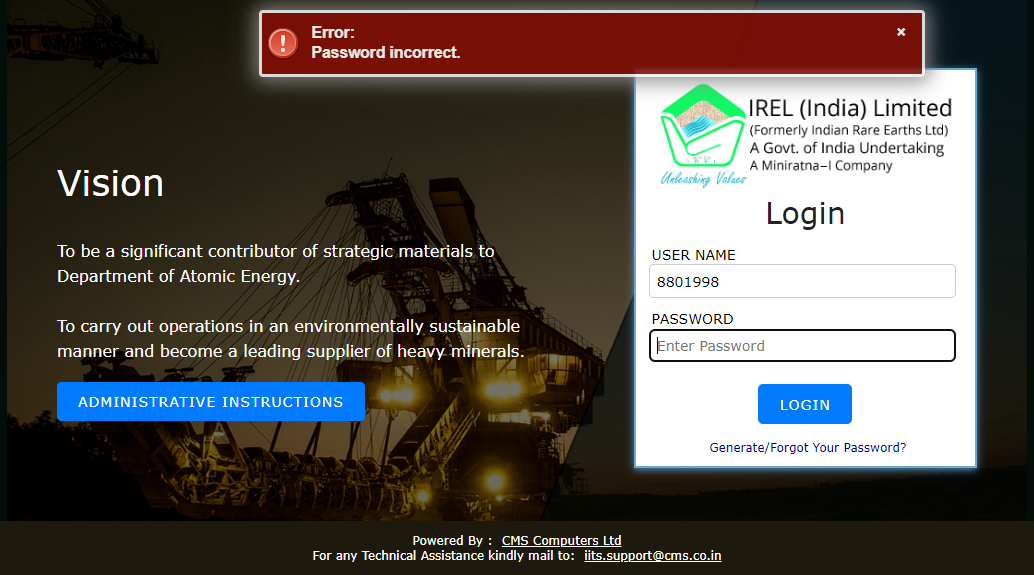 Error:
Password incorrect.
IREL (India) Limited
(Formerly Indian Rare Earths Ltd)
A Govt. of India Undertaking
A Miniratna–I Company
IREL
Unleashing Values
Vision
To be a significant contributor of strategic materials to
Department of Atomic Energy.
To carry out operations in an environmentally sustainable
manner and become a leading supplier of heavy minerals.
ADMINISTRATIVE INSTRUCTIONS
Login
USER NAME
8801998
PASSWORD
Enter Password
LOGIN
Generate/Forgot Your Password?
Powered By : CMS Computers Ltd
For any Technical Assistance kindly mail to: iits.support@cms.co.in